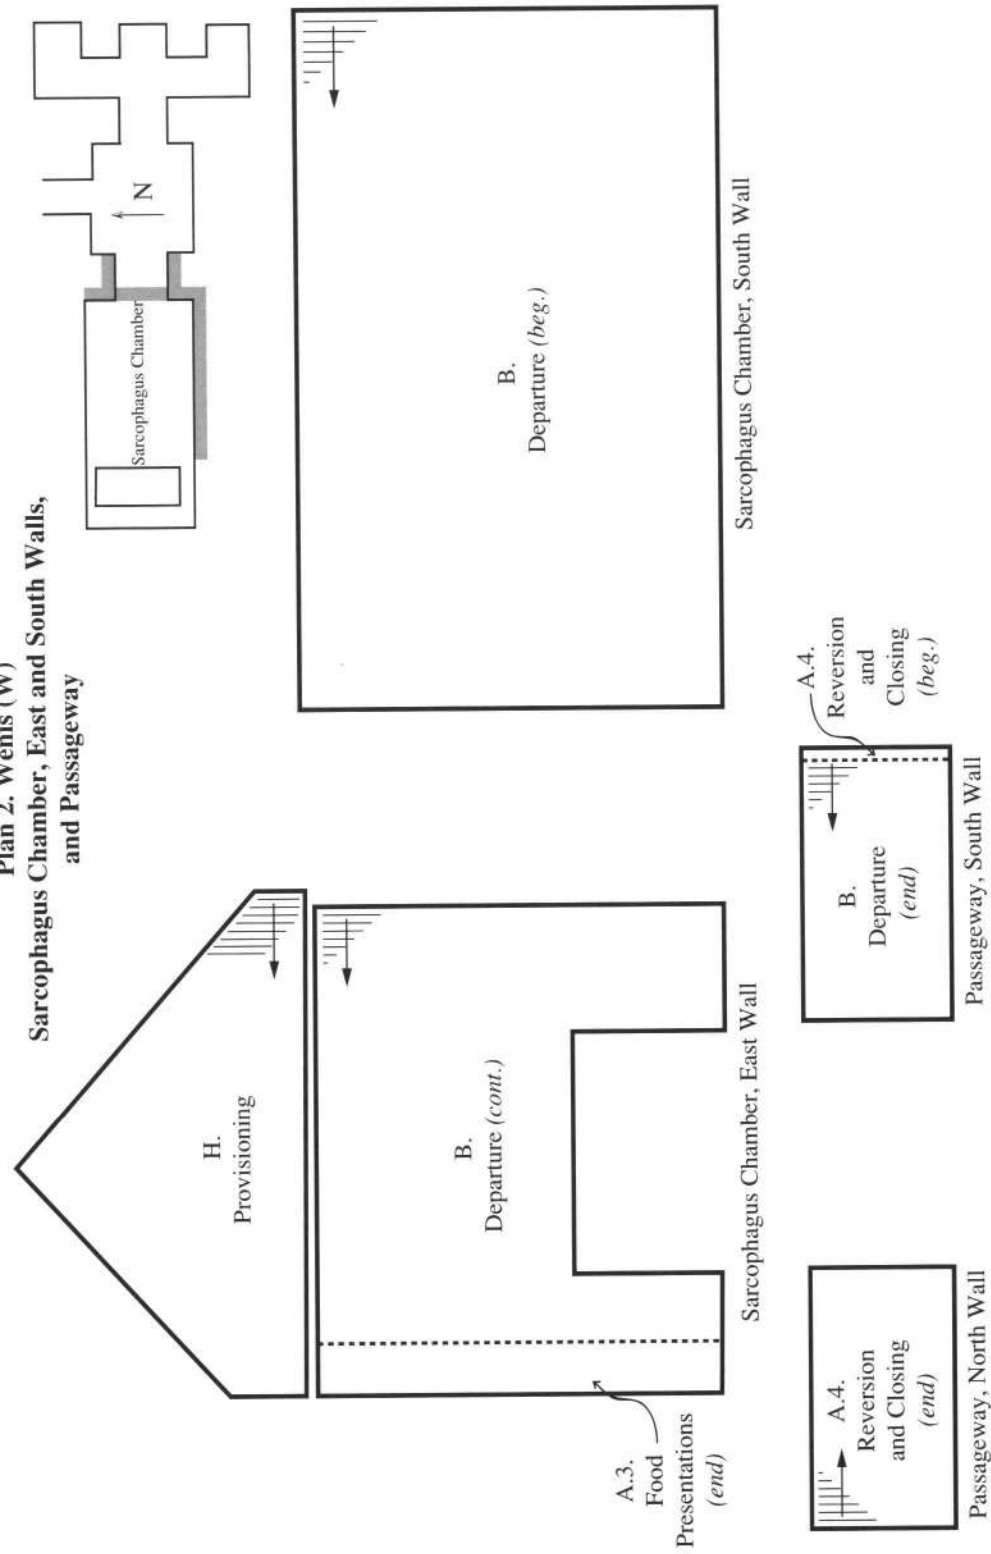 Plan 2. Wenis (W)
Sarcophagus Chamber, East and South Walls,
and Passageway
N
Sarcophagus Chamber
H.
Provisioning
B.
Departure (cont.)
A.3.
Food
Presentations
(end)
Sarcophagus Chamber, East Wall
B.
Departure (beg.)
Sarcophagus Chamber, South Wall
A.4.
Reversion
and Closing
(end)
Passageway, North Wall
B.
Departure
(end)
A.4.
Reversion
and
Closing
(beg.)
Passageway, South Wall